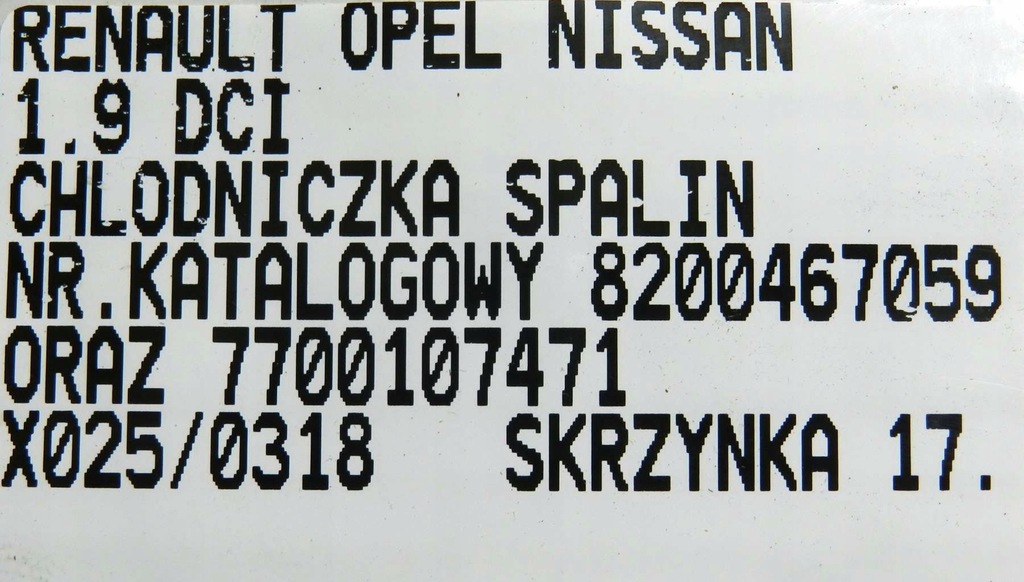 RENAULT OPEL NISSAN
1.9 DCI
CHLODNICZKA SPALIN
NR.KATALOGOWY 8200467059
ORAZ 7700107471
X025/0318 SKRZYNKA 17.